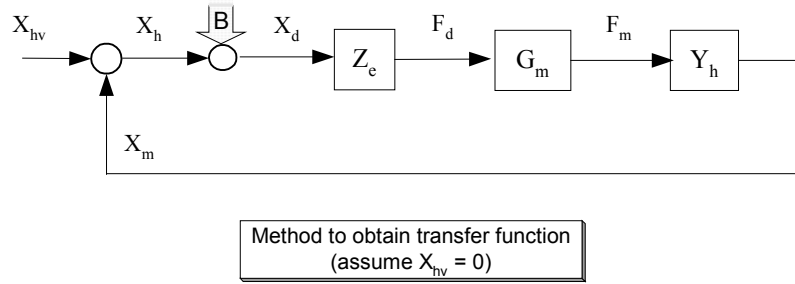 B
X_hv X_h X_d F_d F_m
Z_e G_m Y_h
X_m
Method to obtain transfer function
(assume X_hv = 0)